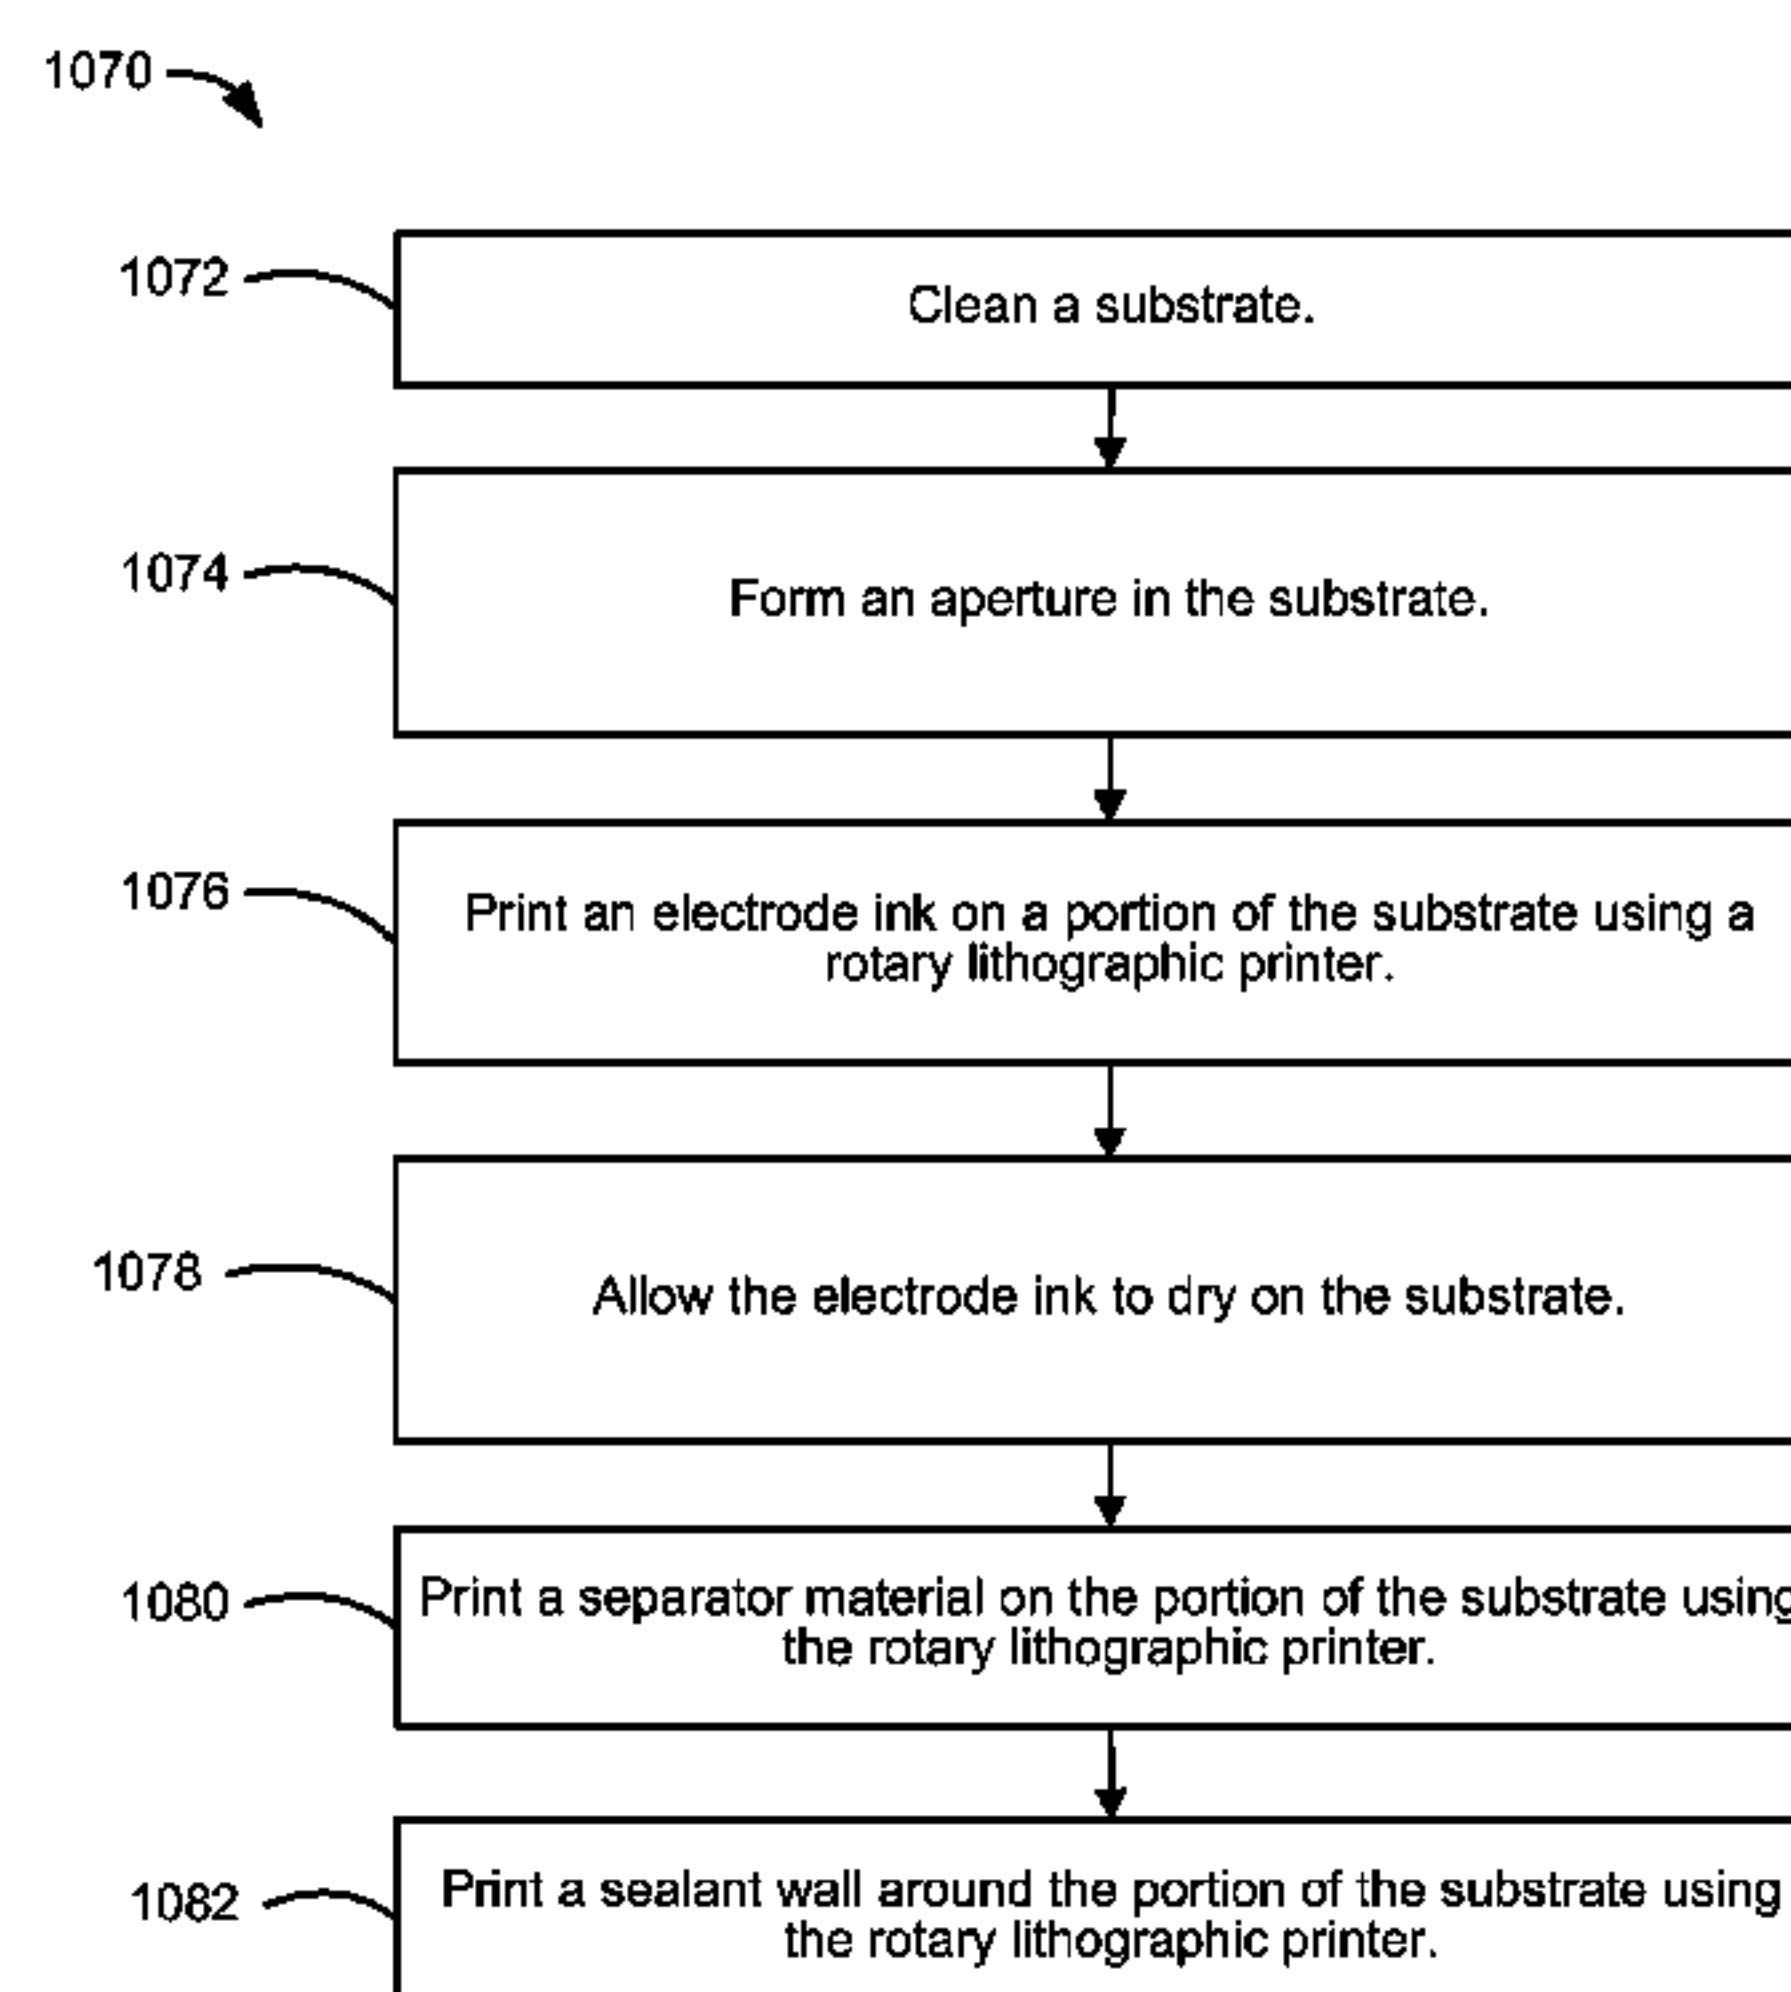 1070
1072
Clean a substrate.
1074
Form an aperture in the substrate.
1076
Print an electrode ink on a portion of the substrate using a
rotary lithographic printer.
1078
Allow the electrode ink to dry on the substrate.
1080
Print a separator material on the portion of the substrate using
the rotary lithographic printer.
1082
Print a sealant wall around the portion of the substrate using
the rotary lithographic printer.